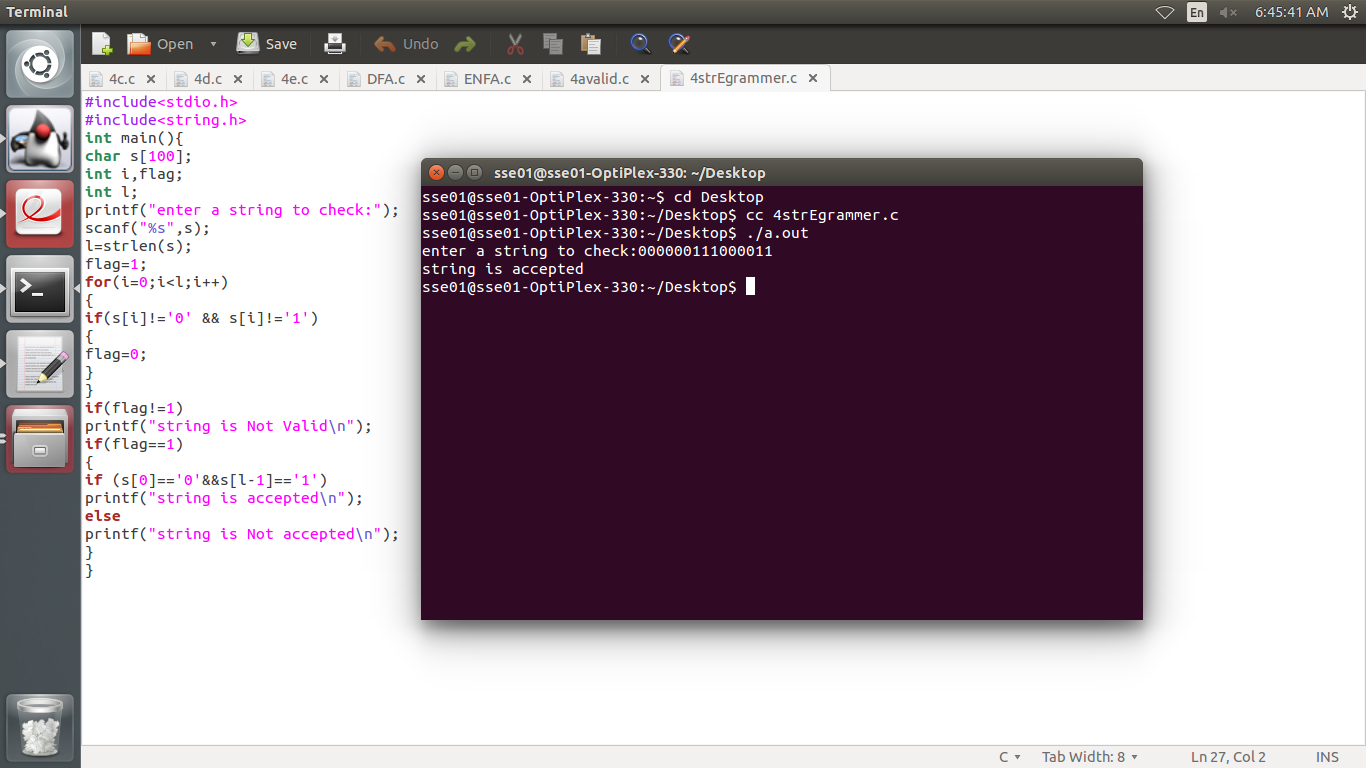 Terminal En 6:45:41 AM
Open Save Undo
4c.c 4d.c 4e.c DFA.c ENFA.c 4avalid.c 4strEgrammer.c
#include<stdio.h>
#include<string.h>
int main(){
char s[100];
int i,flag;
int l;
printf("enter a string to check:");
scanf("%s",s);
l=strlen(s);
flag=1;
for(i=0;i<l;i++)
{
if(s[i]!='0' && s[i]!='1')
{
flag=0;
}
}
if(flag!=1)
printf("string is Not Valid\n");
if(flag==1)
{
if (s[0]=='0'&&s[l-1]=='1')
printf("string is accepted\n");
else
printf("string is Not accepted\n");
}
}
sse01@sse01-OptiPlex-330: ~/Desktop
sse01@sse01-OptiPlex-330:~$ cd Desktop
sse01@sse01-OptiPlex-330:~/Desktop$ cc 4strEgrammer.c
sse01@sse01-OptiPlex-330:~/Desktop$ ./a.out
enter a string to check:000000111000011
string is accepted
sse01@sse01-OptiPlex-330:~/Desktop$
C Tab Width: 8 Ln 27, Col 2 INS